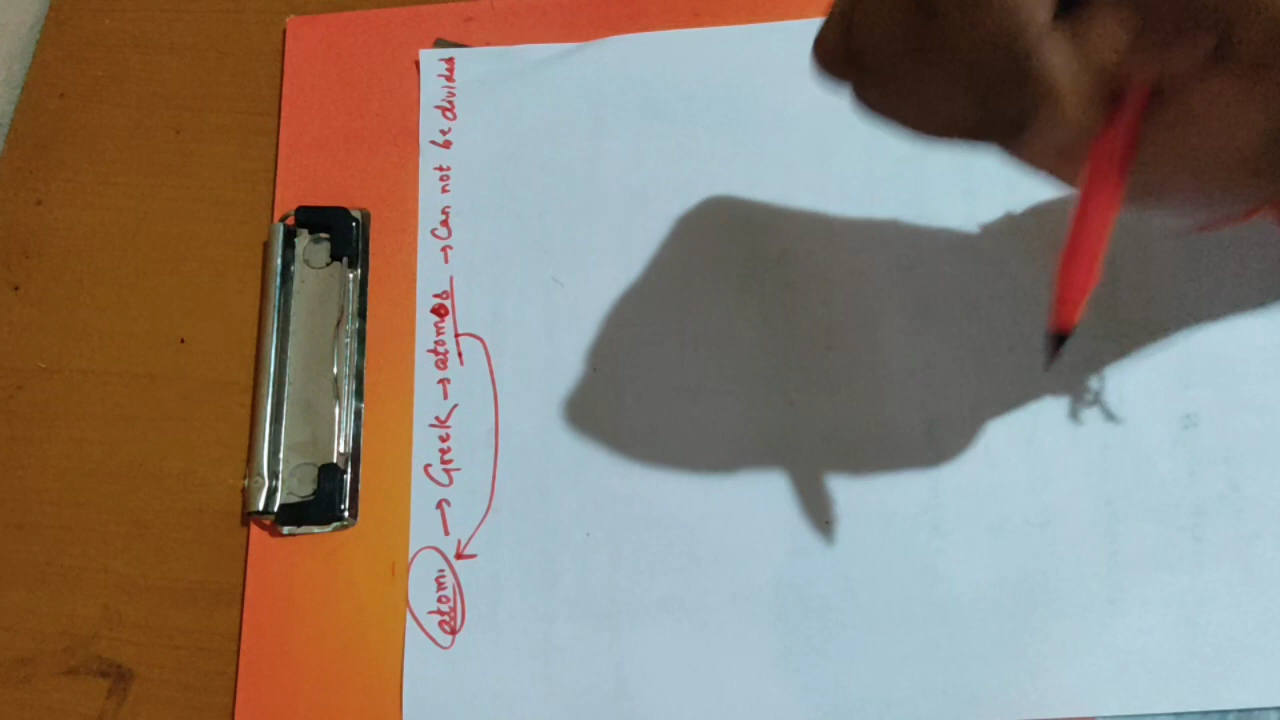 atom → Greek → atomos → Can not be divided